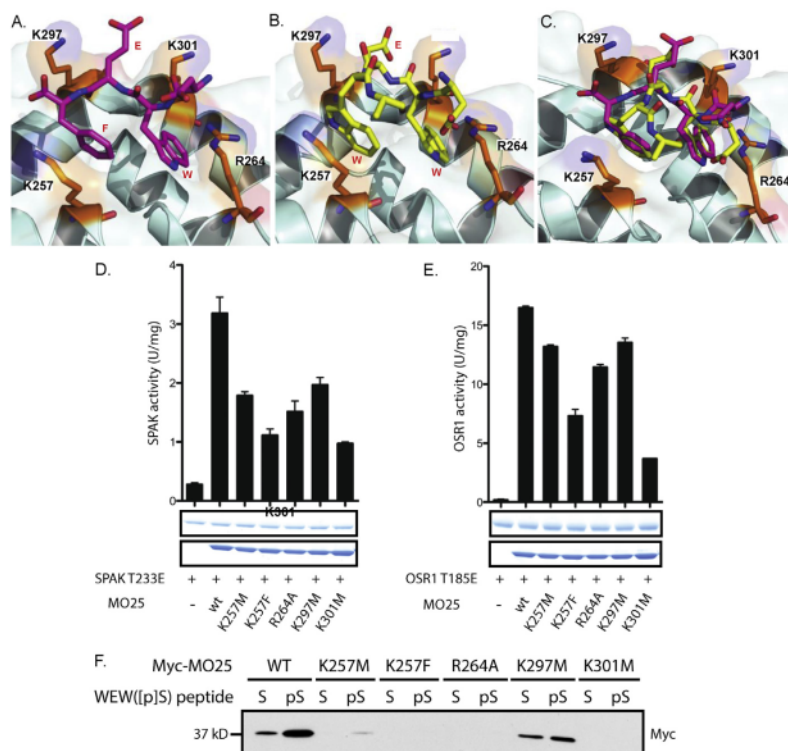 A.
K297
E
K301
F
W
K257
R264
B.
K297
E
W
W
K257
R264
C.
K297
K301
K257
R264
D.
SPAK activity (U/mg)
4
3
2
1
0
K301
SPAK T233E + + + + + + +
MO25 - wt K257M K257F R264A K297M K301M
E.
OSR1 activity (U/mg)
20
15
10
5
0
OSR1 T185E + + + + + + +
MO25 - wt K257M K257F R264A K297M K301M
F.
Myc-MO25 WT K257M K257F R264A K297M K301M
WEW([p]S) peptide S pS S pS S pS S pS S pS S pS
37 kD Myc